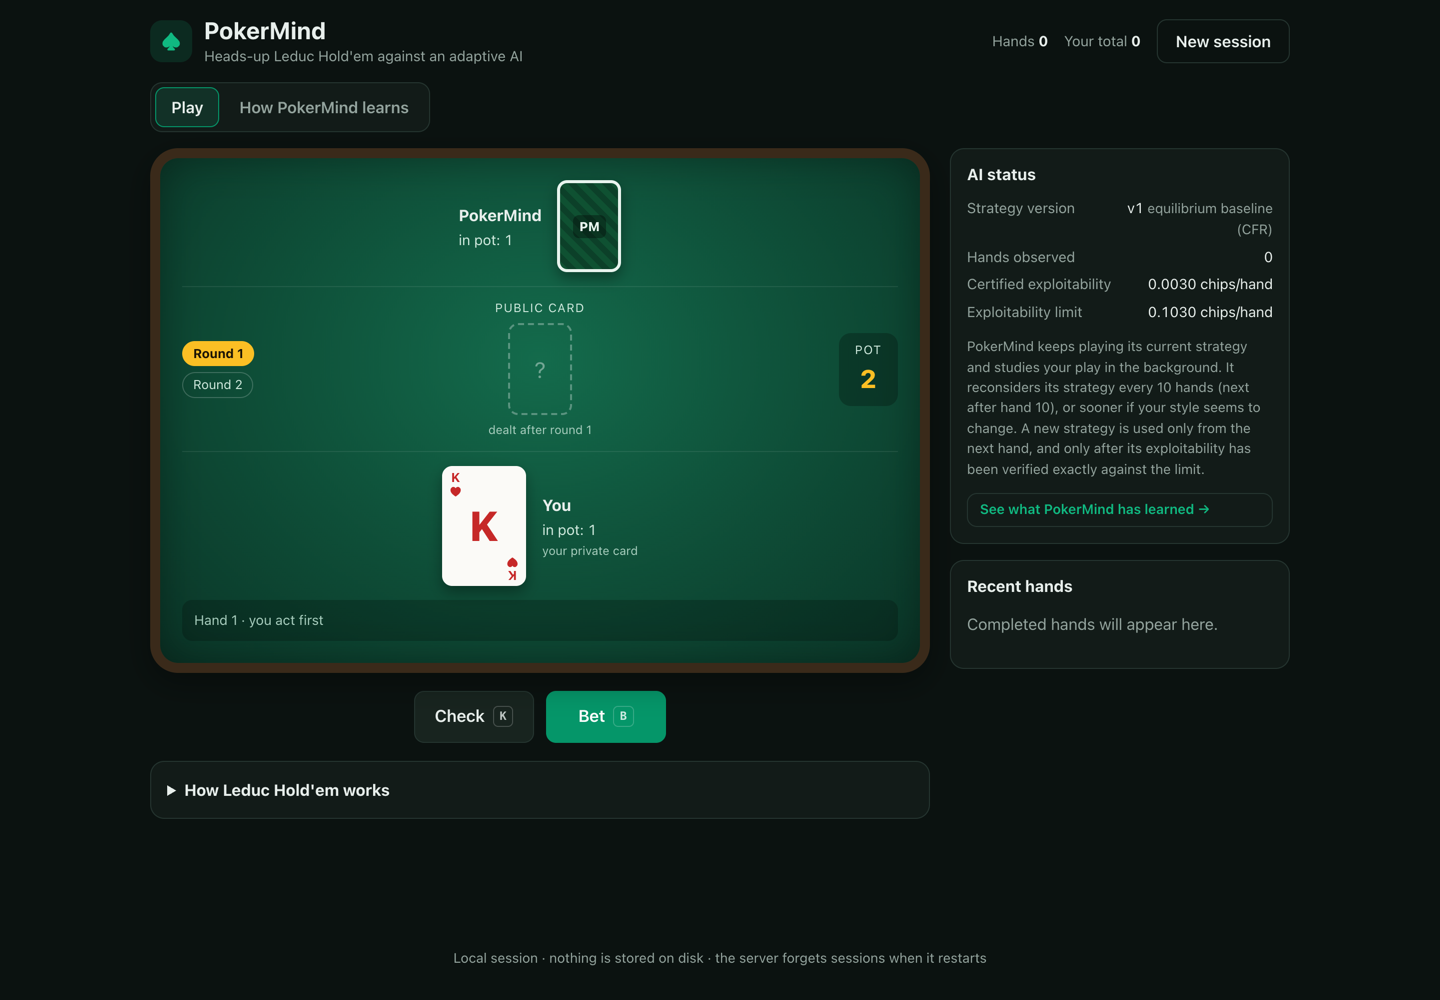 PokerMind
Heads-up Leduc Hold'em against an adaptive AI
Hands 0 Your total 0
New session
Play
How PokerMind learns
PokerMind
in pot: 1
PM
PUBLIC CARD
?
dealt after round 1
Round 1
Round 2
POT
2
K
K
K
You
in pot: 1
your private card
Hand 1 · you act first
Check K
Bet B
How Leduc Hold'em works
AI status
Strategy version v1 equilibrium baseline
(CFR)
Hands observed 0
Certified exploitability 0.0030 chips/hand
Exploitability limit 0.1030 chips/hand
PokerMind keeps playing its current strategy
and studies your play in the background. It
reconsiders its strategy every 10 hands (next
after hand 10), or sooner if your style seems to
change. A new strategy is used only from the
next hand, and only after its exploitability has
been verified exactly against the limit.
See what PokerMind has learned →
Recent hands
Completed hands will appear here.
Local session · nothing is stored on disk · the server forgets sessions when it restarts